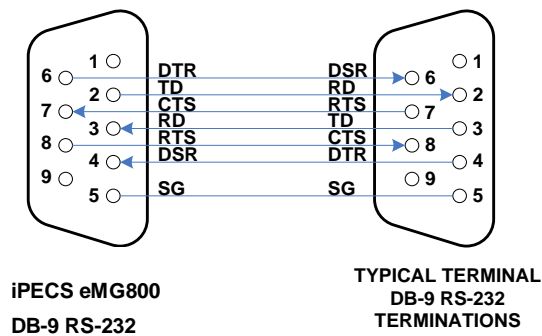 1 1
6 DTR DSR 6
2 TD RD 2
7 CTS RTS 7
3 RD TD 3
8 RTS CTS 8
4 DSR DTR 4
9 9
5 SG SG 5
iPECS eMG800
DB-9 RS-232
TYPICAL TERMINAL
DB-9 RS-232
TERMINATIONS